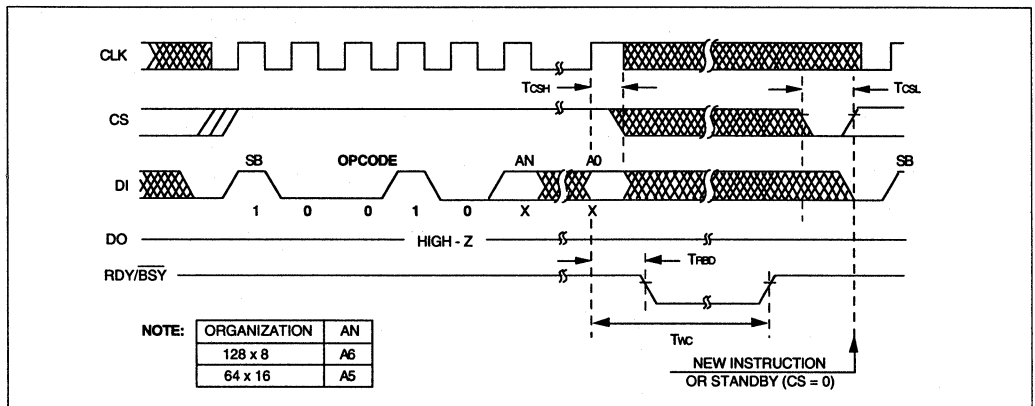 CLK
TCSH
TCSL
CS
SB OPCODE AN A0 SB
DI
1 0 0 1 0 X X
DO HIGH - Z
TRBD
RDY/BSY
TWC
NOTE: ORGANIZATION AN
128 x 8 A6
64 x 16 A5
NEW INSTRUCTION
OR STANDBY (CS = 0)